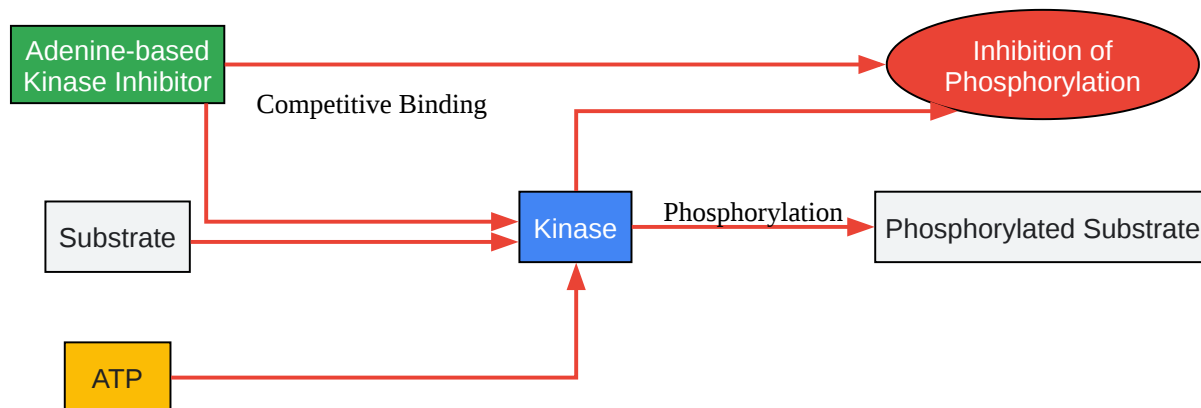 Adenine-based
Kinase Inhibitor
Inhibition of
Phosphorylation
Competitive Binding
Substrate
Kinase
Phosphorylation
Phosphorylated Substrate
ATP